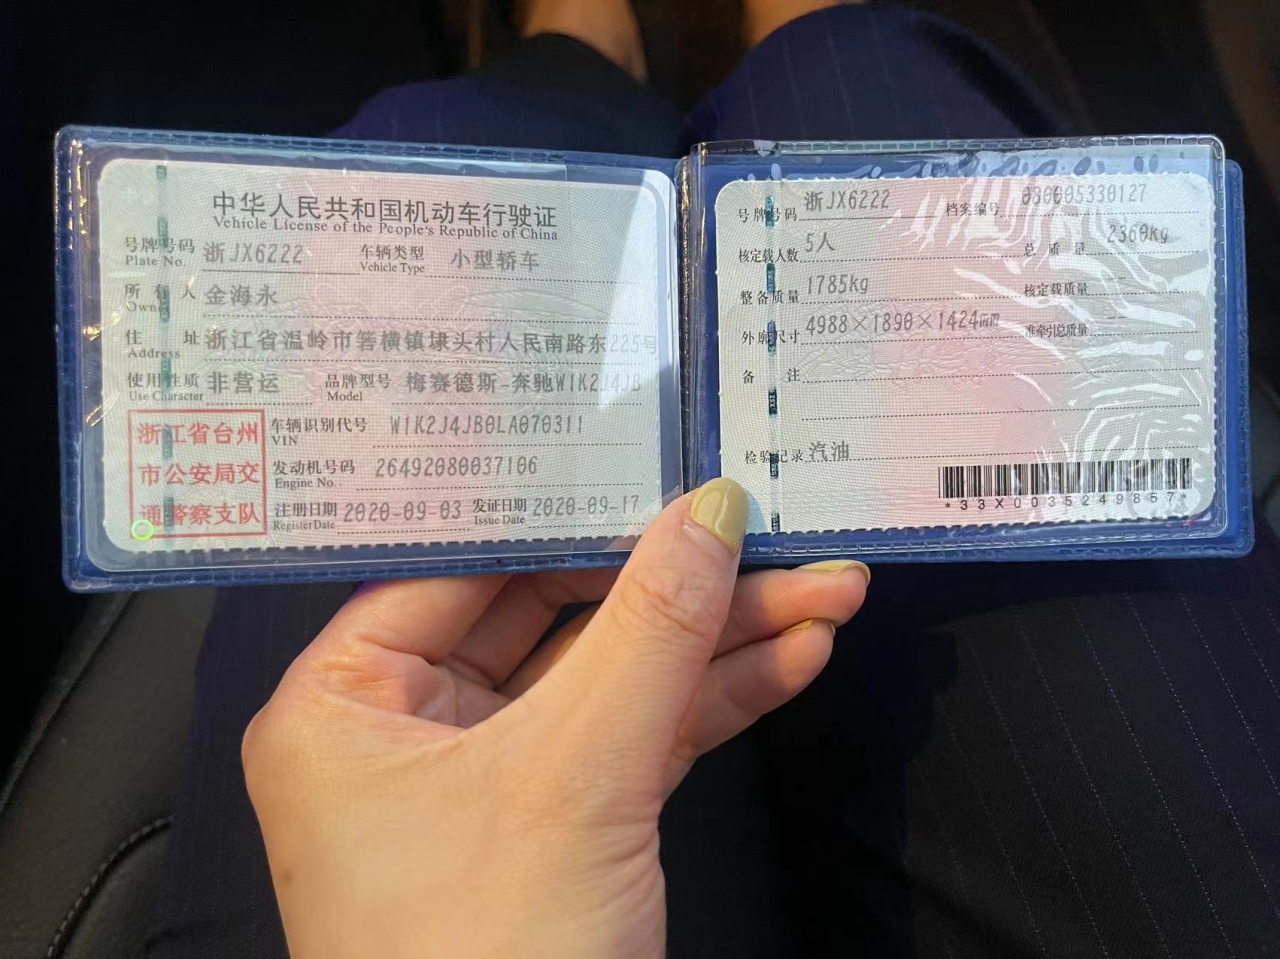 中华人民共和国机动车行驶证
Vehicle License of the People's Republic of China
号牌号码 浙JX6222 车辆类型 小型轿车
Plate No. Vehicle Type
所有人 金海永
Owner
住址 浙江省温岭市箬横镇埭头村人民南路东225号
Address
使用性质 非营运 品牌型号 梅赛德斯-奔驰W1K2J4JB
Use Character Model
浙江省台州
市公安局交
通警察支队
车辆识别代号 W1K2J4JB0LA070311
VIN
发动机号码 26492080037106
Engine No.
注册日期 2020-09-03 发证日期 2020-09-17
Register Date Issue Date
号牌号码 浙JX6222 档案编号 030005330127
核定载人数 5人 总质量 2360kg
整备质量 1785kg 核定载质量 --
外廓尺寸 4988×1890×1424mm 准牵引总质量 --
备注
检验记录 汽油
*33X0035249857*